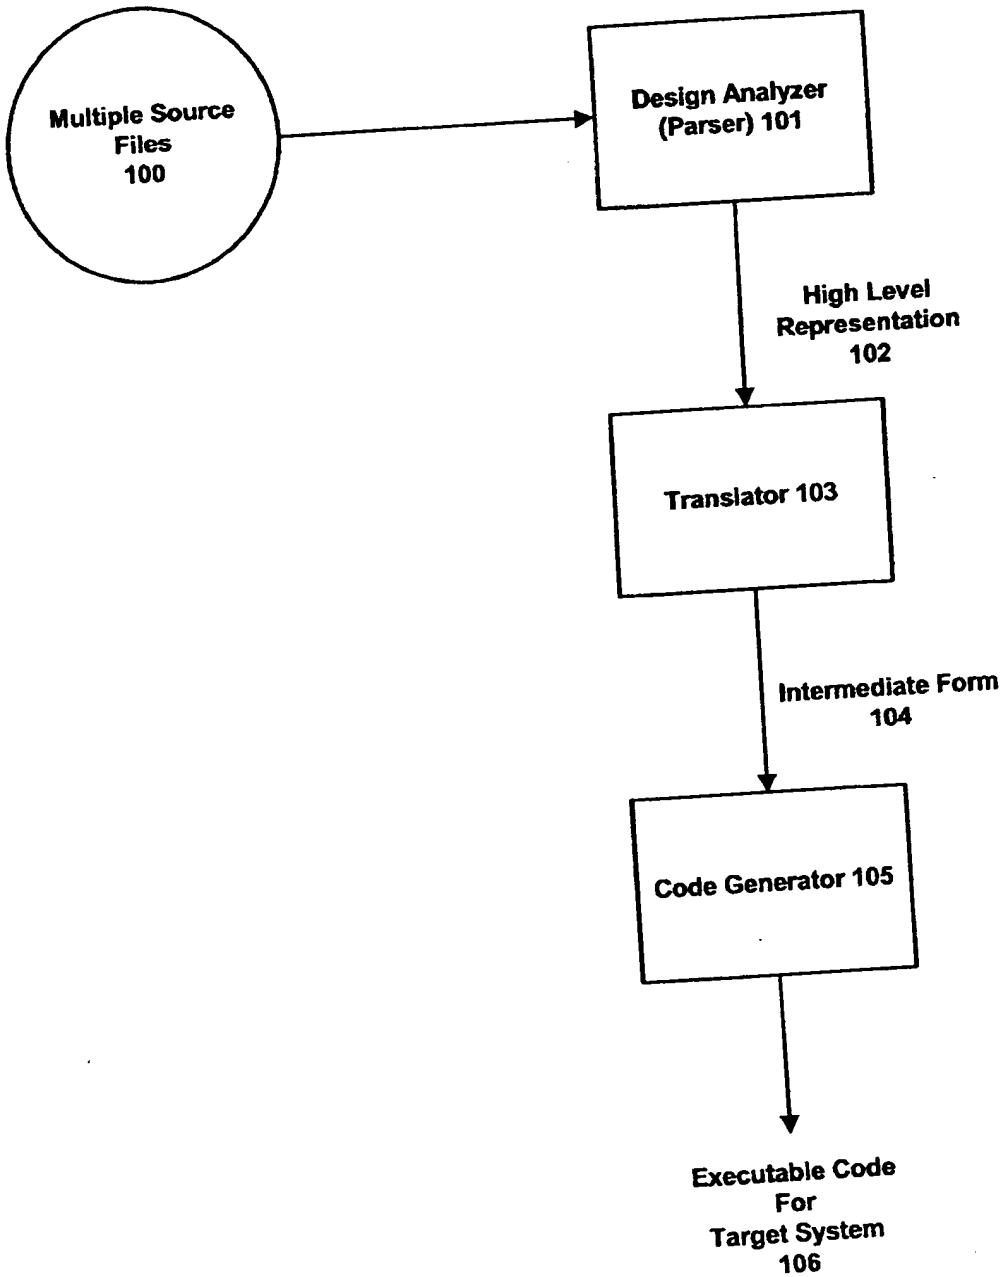 Multiple Source
Files
100
Design Analyzer
(Parser) 101
High Level
Representation
102
Translator 103
Intermediate Form
104
Code Generator 105
Executable Code
For
Target System
106